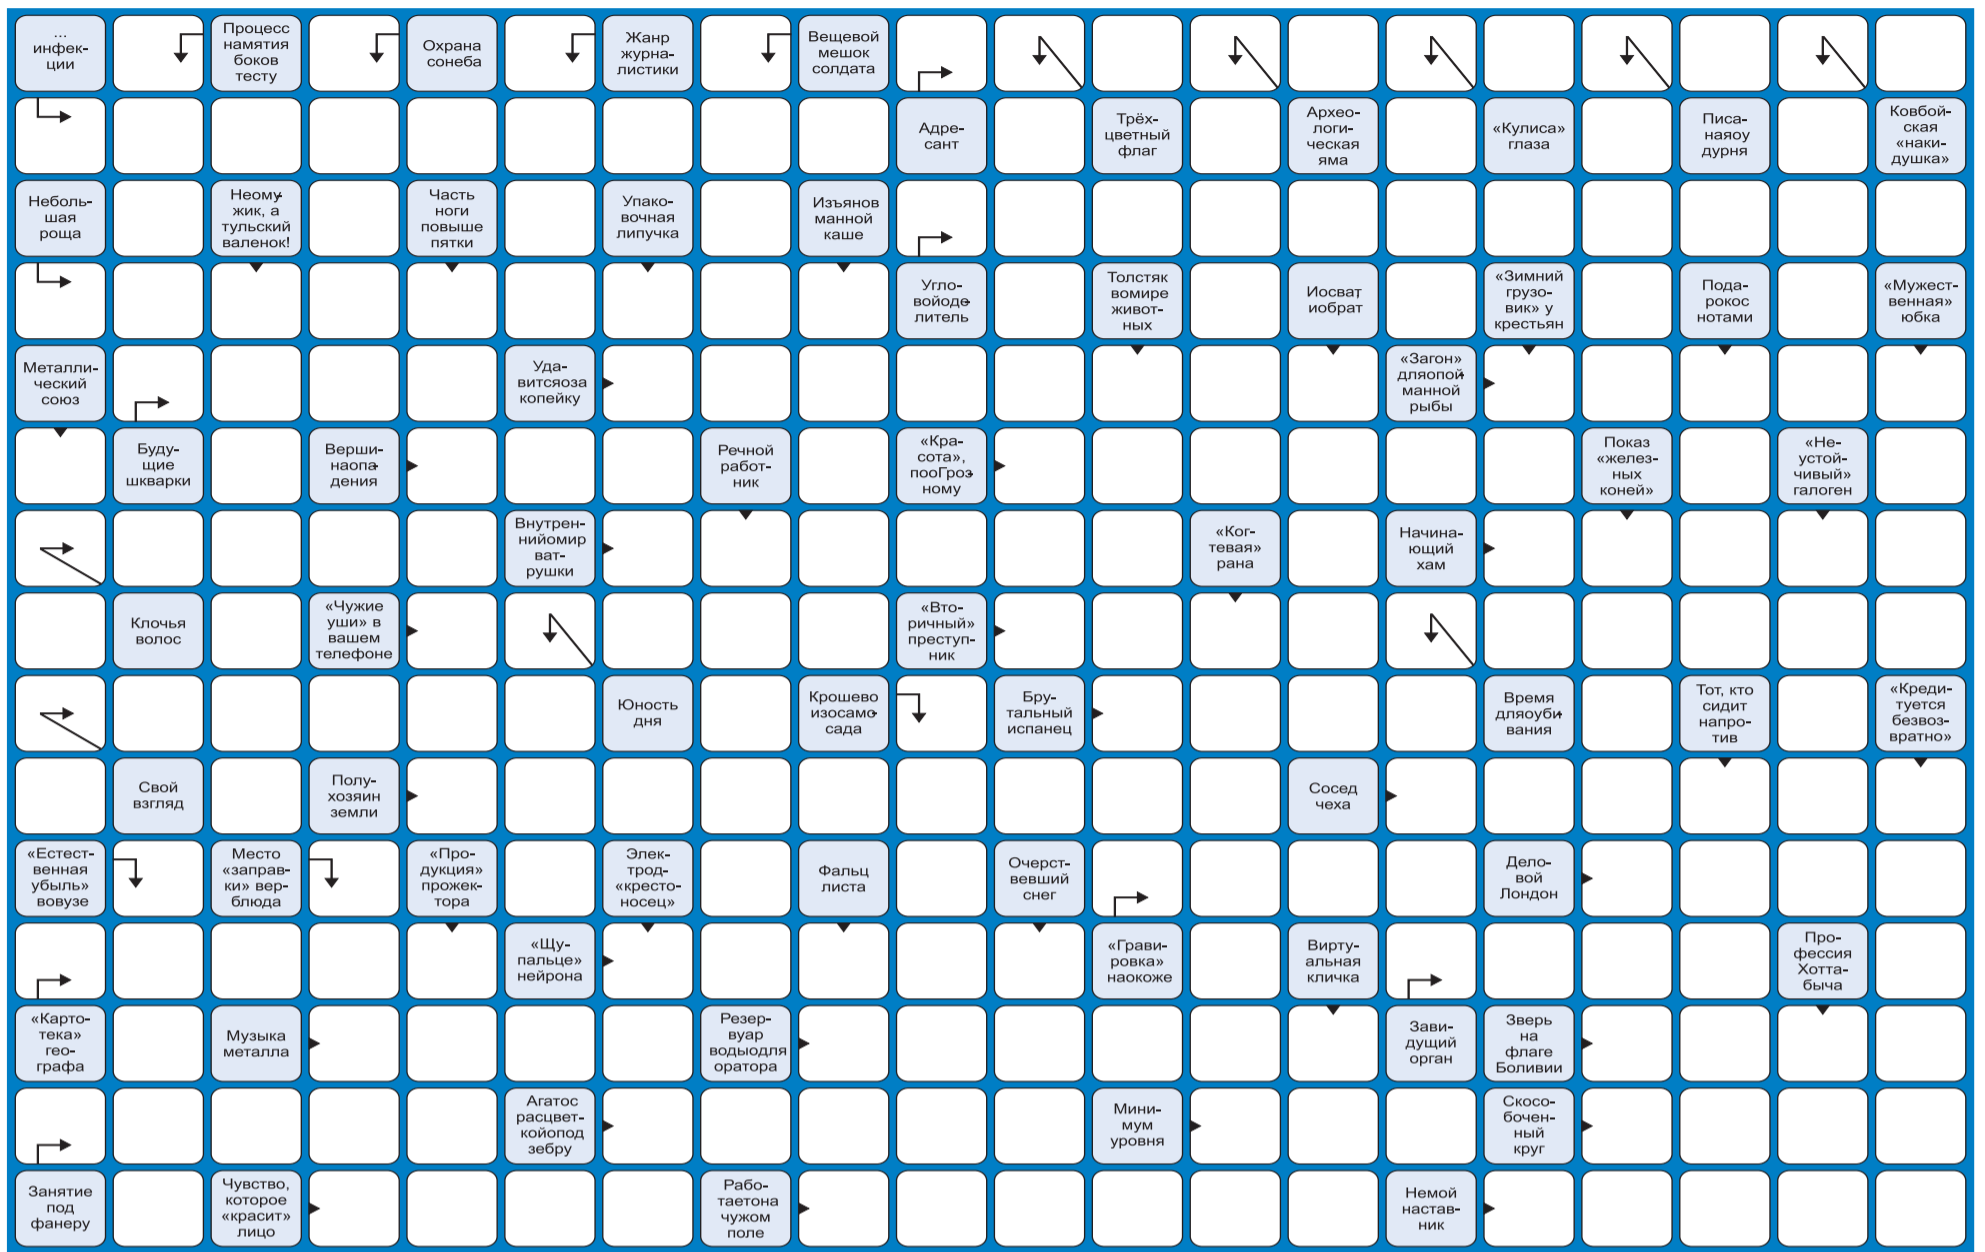 ...
инфек-
ции
Процесс
намятия
боков
тесту
Охрана
сонеба
Жанр
журна-
листики
Вещевой
мешок
солдата
Адре-
сант
Трёх-
цветный
флаг
Архео-
логи-
ческая
яма
«Кулиса»
глаза
Писа-
наяоу
дурня
Ковбой-
ская
«наки-
душка»
Неболь-
шая
роща
Неому-
жик, а
тульский
валенок!
Часть
ноги
повыше
пятки
Упако-
вочная
липучка
Изъянов
манной
каше
Угло-
войоде-
литель
Толстяк
вомире
живот-
ных
Иосват
иобрат
«Зимний
грузо-
вик» у
крестьян
Пода-
рокос
нотами
«Мужест-
венная»
юбка
Металли-
ческий
союз
Уда-
витсяоза
копейку
«Загон»
дляопой-
манной
рыбы
Буду-
щие
шкварки
Верши-
наопа-
дения
Речной
работ-
ник
«Кра-
сота»,
пооГроз-
ному
Показ
«желез-
ных
коней»
«Не-
устой-
чивый»
галоген
Внутрен-
нийомир
ват-
рушки
«Ког-
тевая»
рана
Начина-
ющий
хам
Клочья
волос
«Чужие
уши» в
вашем
телефоне
«Вто-
ричный»
преступ-
ник
Юность
дня
Крошево
изосамо-
сада
Бру-
тальный
испанец
Время
дляоуби-
вания
Тот, кто
сидит
напро-
тив
«Креди-
туется
безвоз-
вратно»
Свой
взгляд
Полу-
хозяин
земли
Сосед
чеха
«Естест-
венная
убыль»
вовузе
Место
«заправ-
ки» вер-
блюда
«Про-
дукция»
прожек-
тора
Элек-
трод-
«кресто-
носец»
Фальц
листа
Очерст-
вевший
снег
Дело-
вой
Лондон
«Щу-
пальце»
нейрона
«Грави-
ровка»
наокоже
Вирту-
альная
кличка
Про-
фессия
Хотта-
быча
«Карто-
тека»
гео-
графа
Музыка
металла
Резер-
вуар
водыодля
оратора
Зави-
дущий
орган
Зверь
на
флаге
Боливии
Агатос
расцвет-
койопод
зебру
Мини-
мум
уровня
Скосо-
бочен-
ный
круг
Занятие
под
фанеру
Чувство,
которое
«красит»
лицо
Рабо-
таетона
чужом
поле
Немой
настав-
ник